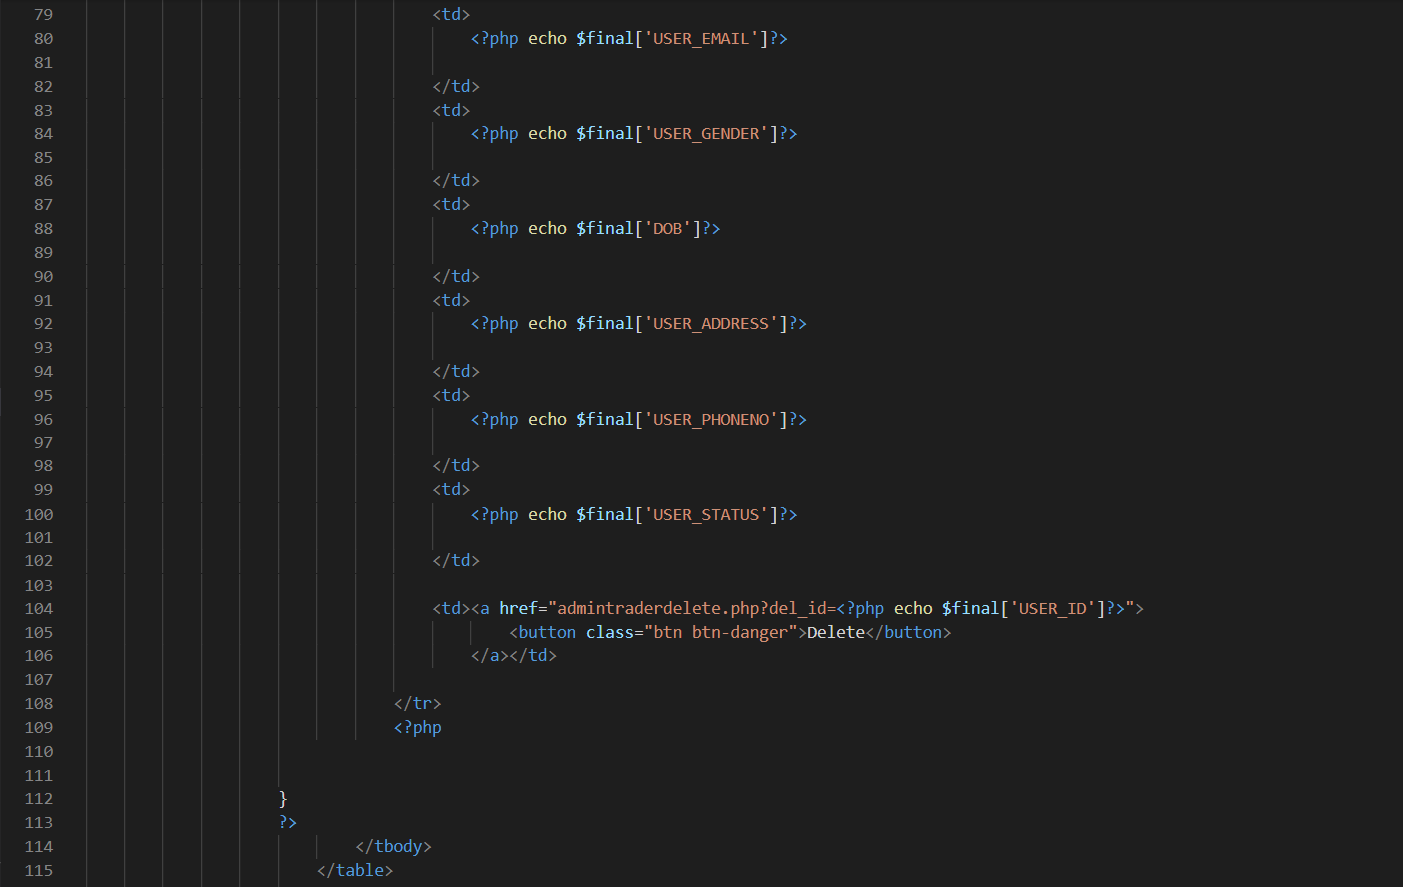 79 <td>
80 <?php echo $final['USER_EMAIL']?>
81
82 </td>
83 <td>
84 <?php echo $final['USER_GENDER']?>
85
86 </td>
87 <td>
88 <?php echo $final['DOB']?>
89
90 </td>
91 <td>
92 <?php echo $final['USER_ADDRESS']?>
93
94 </td>
95 <td>
96 <?php echo $final['USER_PHONENO']?>
97
98 </td>
99 <td>
100 <?php echo $final['USER_STATUS']?>
101
102 </td>
103
104 <td><a href="admintraderdelete.php?del_id=<?php echo $final['USER_ID']?>">
105 <button class="btn btn-danger">Delete</button>
106 </a></td>
107
108 </tr>
109 <?php
110
111
112 }
113 ?>
114 </tbody>
115 </table>